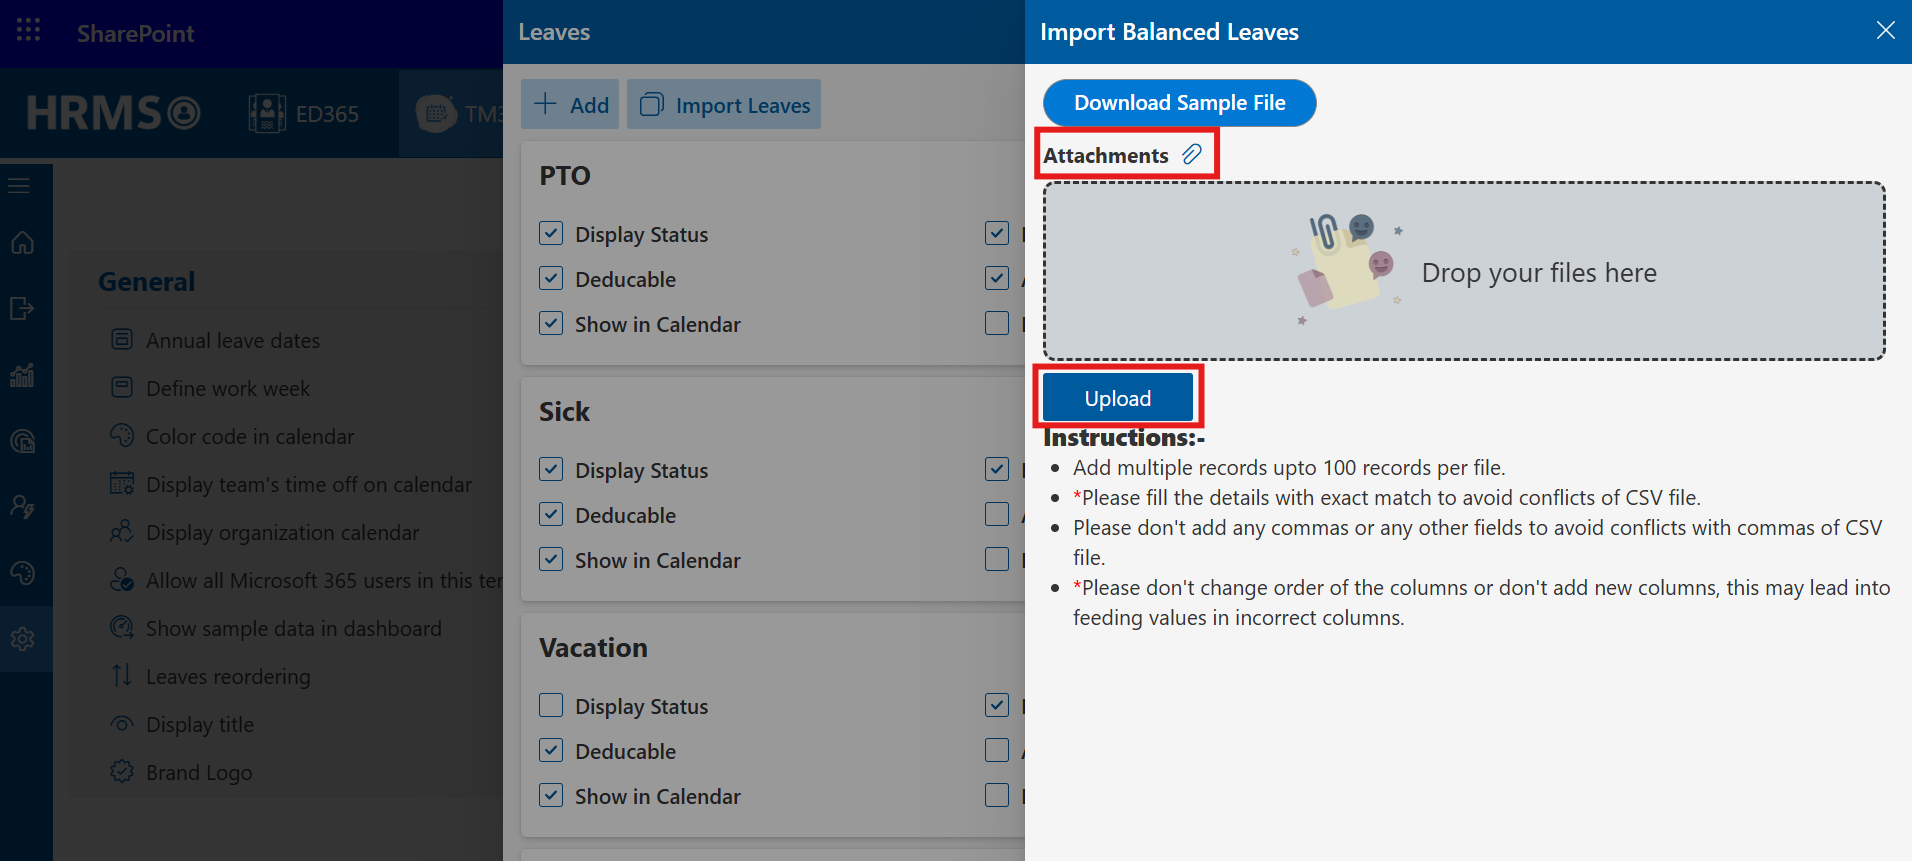 SharePoint
HRMS
ED365
General
Annual leave dates
Define work week
Color code in calendar
Display team's time off on calendar
Display organization calendar
Allow all Microsoft 365 users in this
Show sample data in dashboard
Leaves reordering
Display title
Brand Logo
Leaves
Add
Import Leaves
PTO
Display Status
Deducable
Show in Calendar
Sick
Display Status
Deducable
Show in Calendar
Vacation
Display Status
Deducable
Show in Calendar
Import Balanced Leaves
Download Sample File
Attachments
Drop your files here
Upload
Instructions:-
Add multiple records upto 100 records per file.
*Please fill the details with exact match to avoid conflicts of CSV file.
Please don't add any commas or any other fields to avoid conflicts with commas of CSV
file.
*Please don't change order of the columns or don't add new columns, this may lead into
feeding values in incorrect columns.